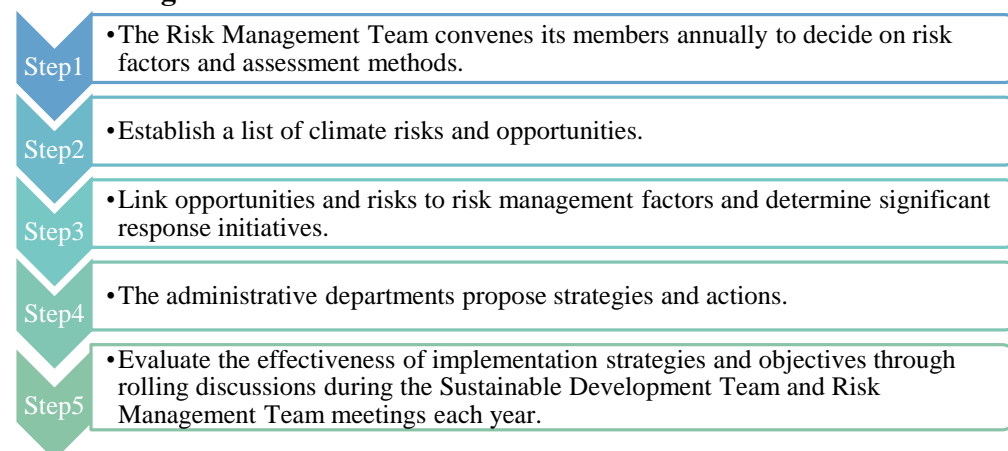 Step1
•The Risk Management Team convenes its members annually to decide on risk
factors and assessment methods.
Step2
•Establish a list of climate risks and opportunities.
Step3
•Link opportunities and risks to risk management factors and determine significant
response initiatives.
Step4
•The administrative departments propose strategies and actions.
Step5
•Evaluate the effectiveness of implementation strategies and objectives through
rolling discussions during the Sustainable Development Team and Risk
Management Team meetings each year.